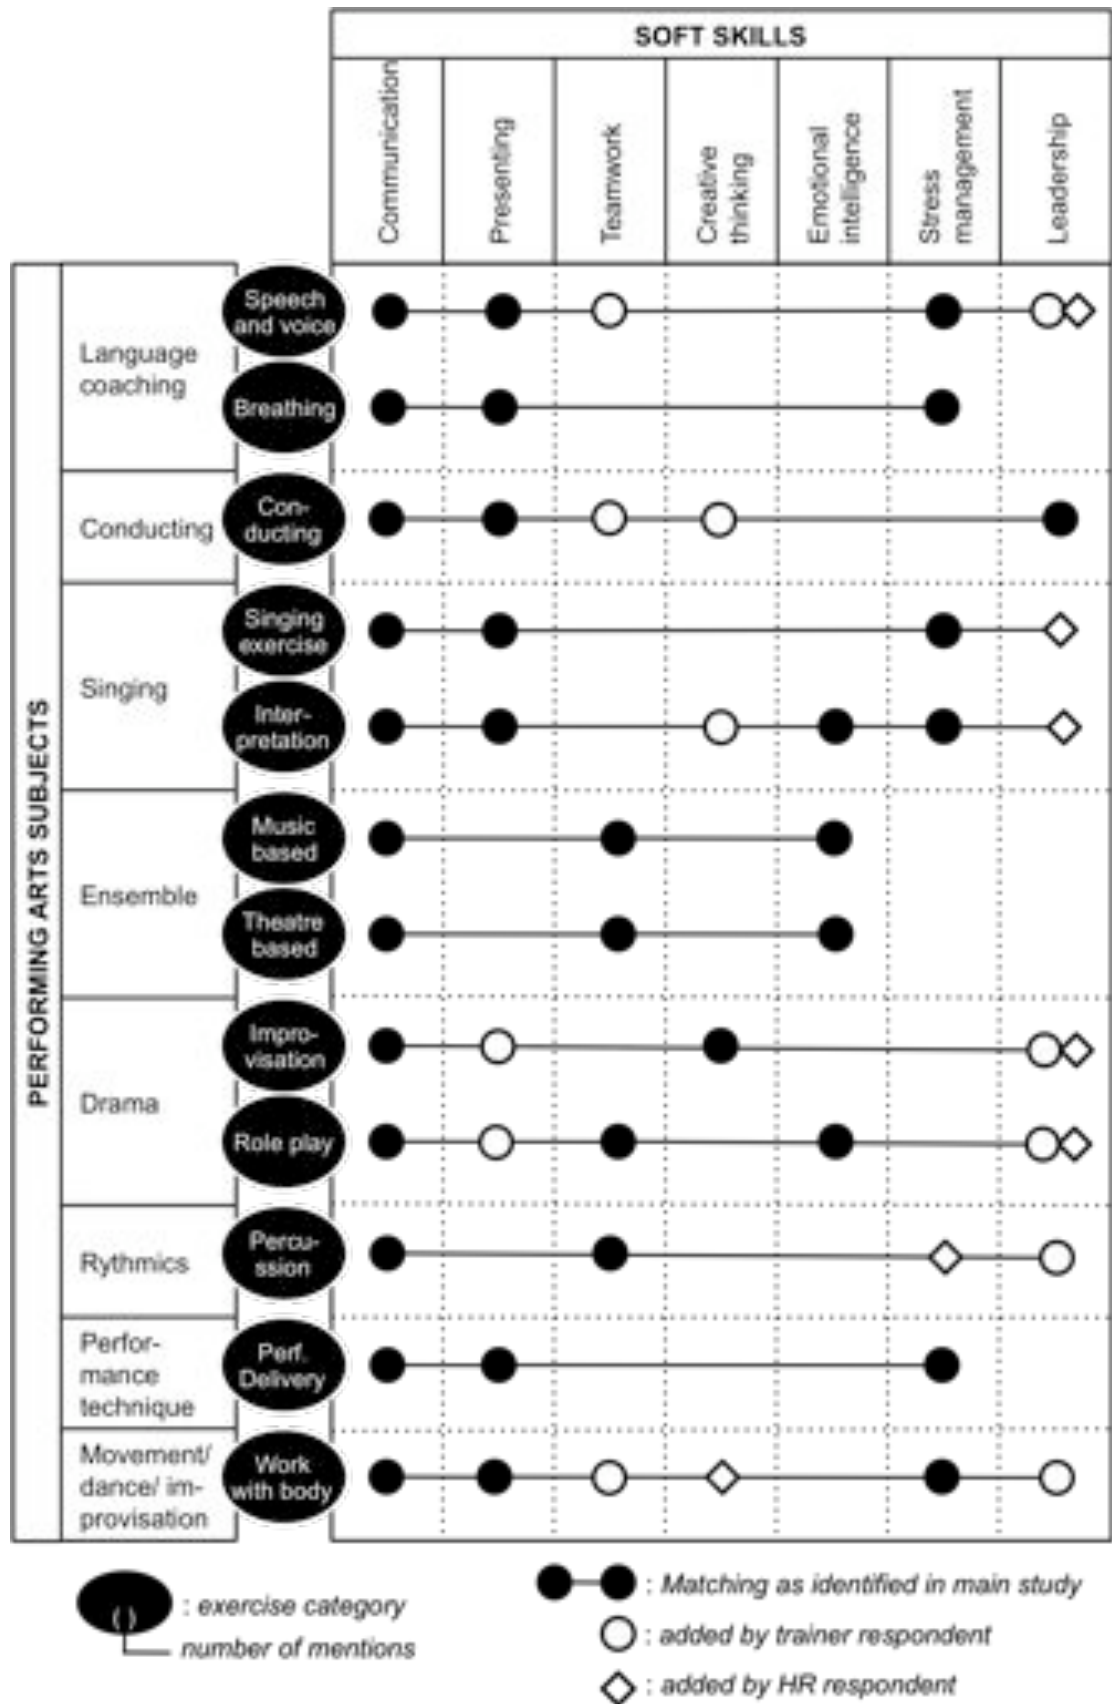 SOFT SKILLS
Communication
Presenting
Teamwork
Creative
thinking
Emotional
intelligence
Stress
management
Leadership
PERFORMING ARTS SUBJECTS
Language
coaching
Speech
and voice
Breathing
Conducting
Con-
ducting
Singing
Singing
exercise
Inter-
pretation
Ensemble
Music
based
Theatre
based
Drama
Impro-
visation
Role play
Rythmics
Percu-
ssion
Perfor-
mance
technique
Perf.
Delivery
Movement/
dance/ im-
provisation
Work
with body
( )
: exercise category
number of mentions
: Matching as identified in main study
: added by trainer respondent
: added by HR respondent